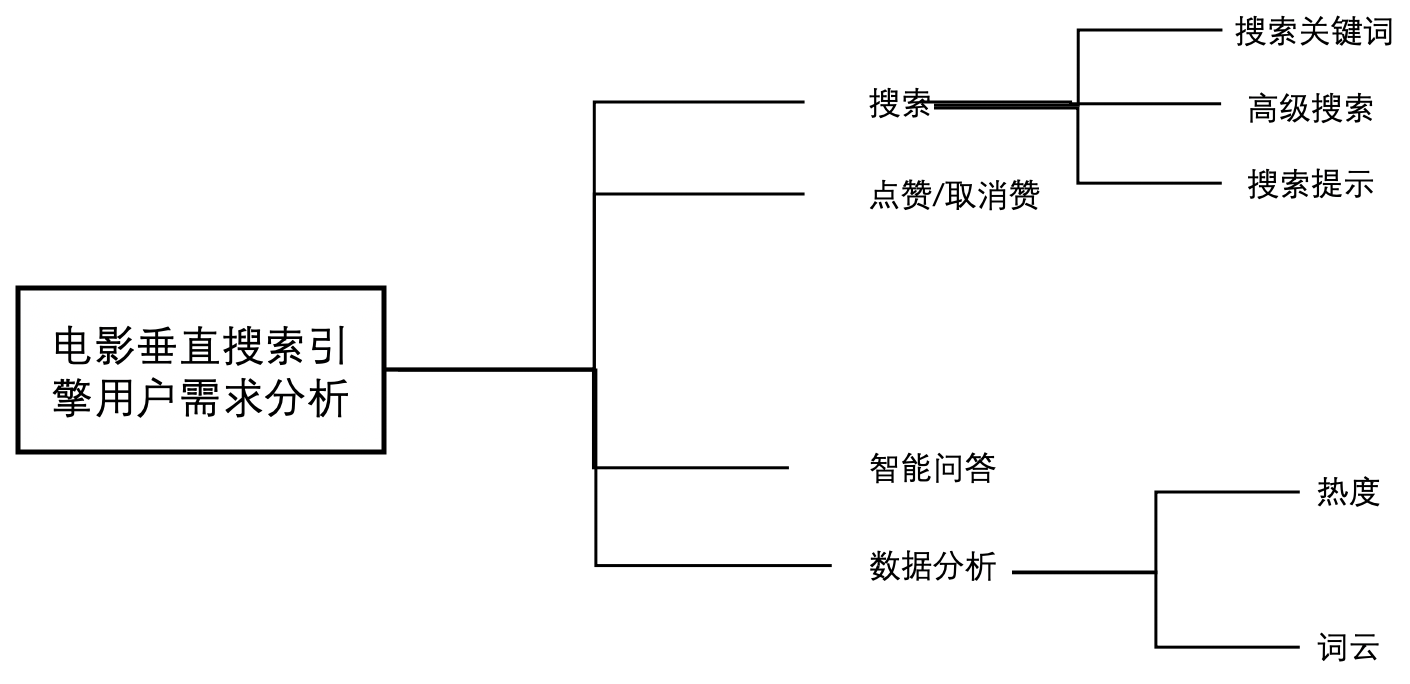 电影垂直搜索引
擎用户需求分析
搜索
搜索关键词
高级搜索
搜索提示
点赞/取消赞
智能问答
数据分析
热度
词云